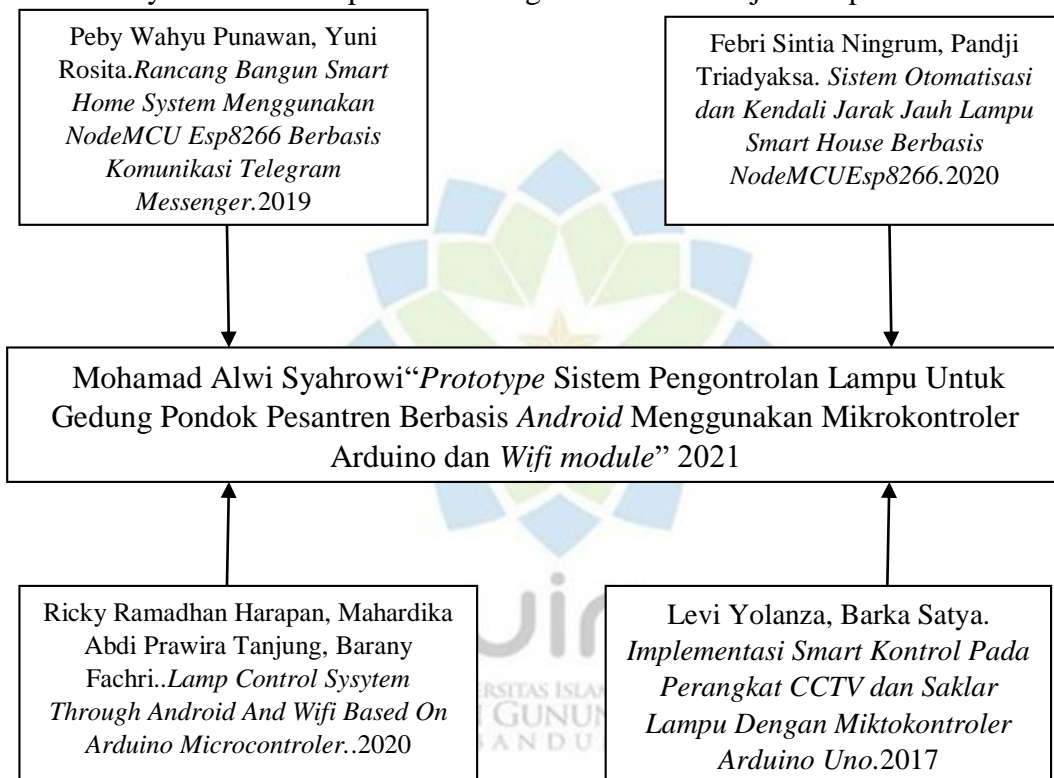 Peby Wahyu Punawan, Yuni
Rosita.Rancang Bangun Smart
Home System Menggunakan
NodeMCU Esp8266 Berbasis
Komunikasi Telegram
Messenger.2019
Febri Sintia Ningrum, Pandji
Triadyaksa. Sistem Otomatisasi
dan Kendali Jarak Jauh Lampu
Smart House Berbasis
NodeMCUEsp8266.2020
Mohamad Alwi Syahrowi“Prototype Sistem Pengontrolan Lampu Untuk
Gedung Pondok Pesantren Berbasis Android Menggunakan Mikrokontroler
Arduino dan Wifi module” 2021
Ricky Ramadhan Harapan, Mahardika
Abdi Prawira Tanjung, Barany
Fachri..Lamp Control Sysytem
Through Android And Wifi Based On
Arduino Microcontroler..2020
Levi Yolanza, Barka Satya.
Implementasi Smart Kontrol Pada
Perangkat CCTV dan Saklar
Lampu Dengan Miktokontroler
Arduino Uno.2017